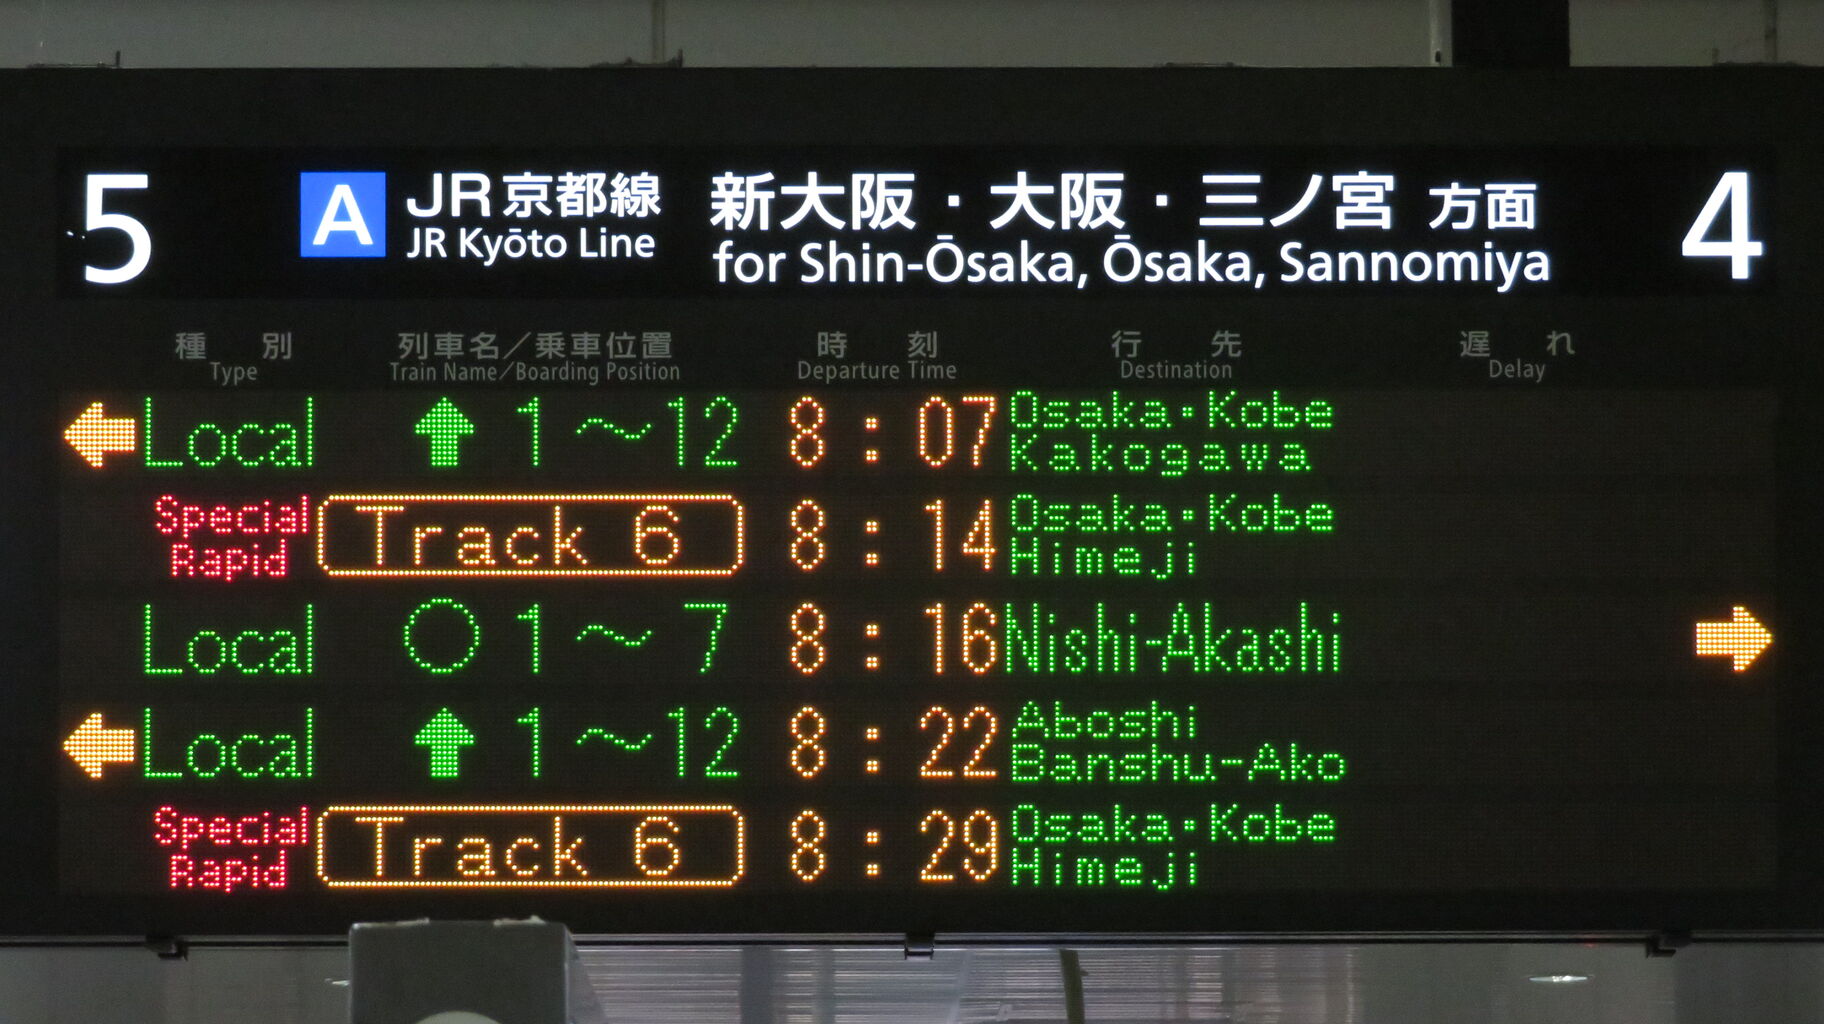 5 A JR京都線 新大阪・大阪・三ノ宮 方面 4
JR Kyōto Line for Shin-Ōsaka, Ōsaka, Sannomiya
種別 列車名／乗車位置 時刻 行先 遅れ
Type Train Name／Boarding Position Departure Time Destination Delay
← Local ↑ 1～12 8:07 Osaka・Kobe
Kakogawa
Special Rapid Track 6 8:14 Osaka・Kobe
Himeji
Local ○ 1～7 8:16 Nishi-Akashi →
← Local ↑ 1～12 8:22 Aboshi
Banshu-Ako
Special Rapid Track 6 8:29 Osaka・Kobe
Himeji